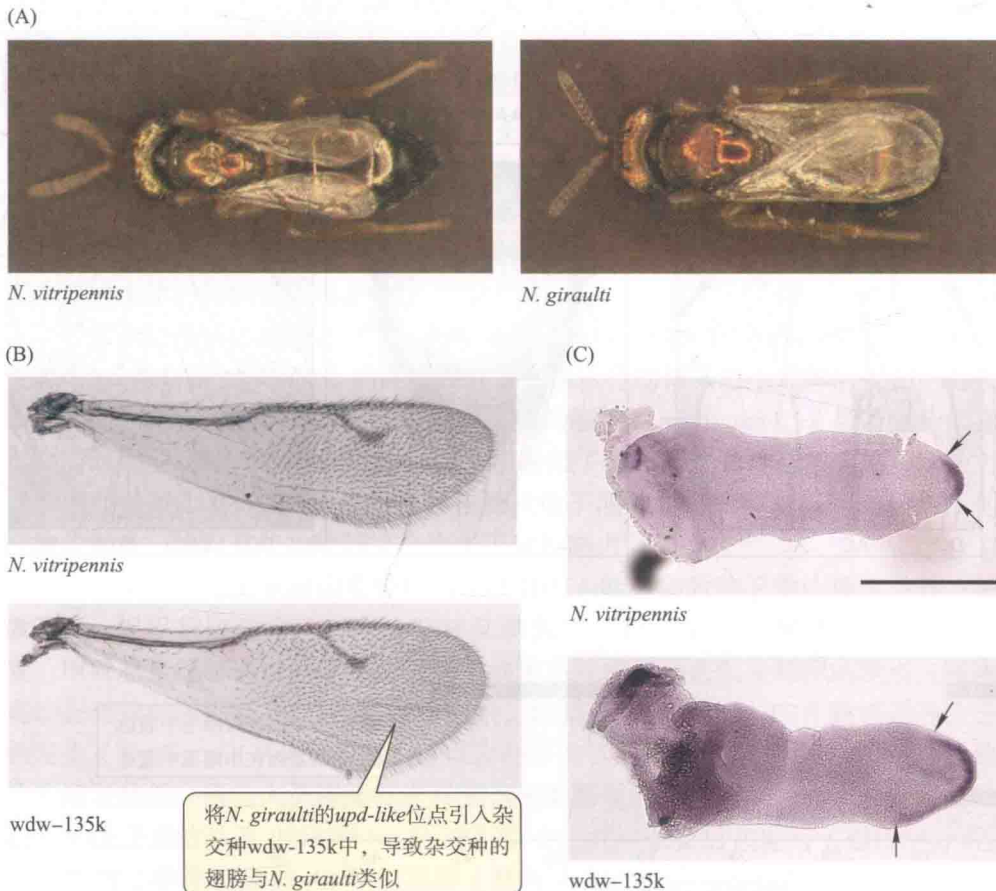 (A)
N. vitripennis
N. giraulti
(B)
N. vitripennis
wdw–135k
将N. giraulti的upd-like位点引入杂
交种wdw-135k中，导致杂交种的
翅膀与N. giraulti类似
(C)
N. vitripennis
wdw–135k